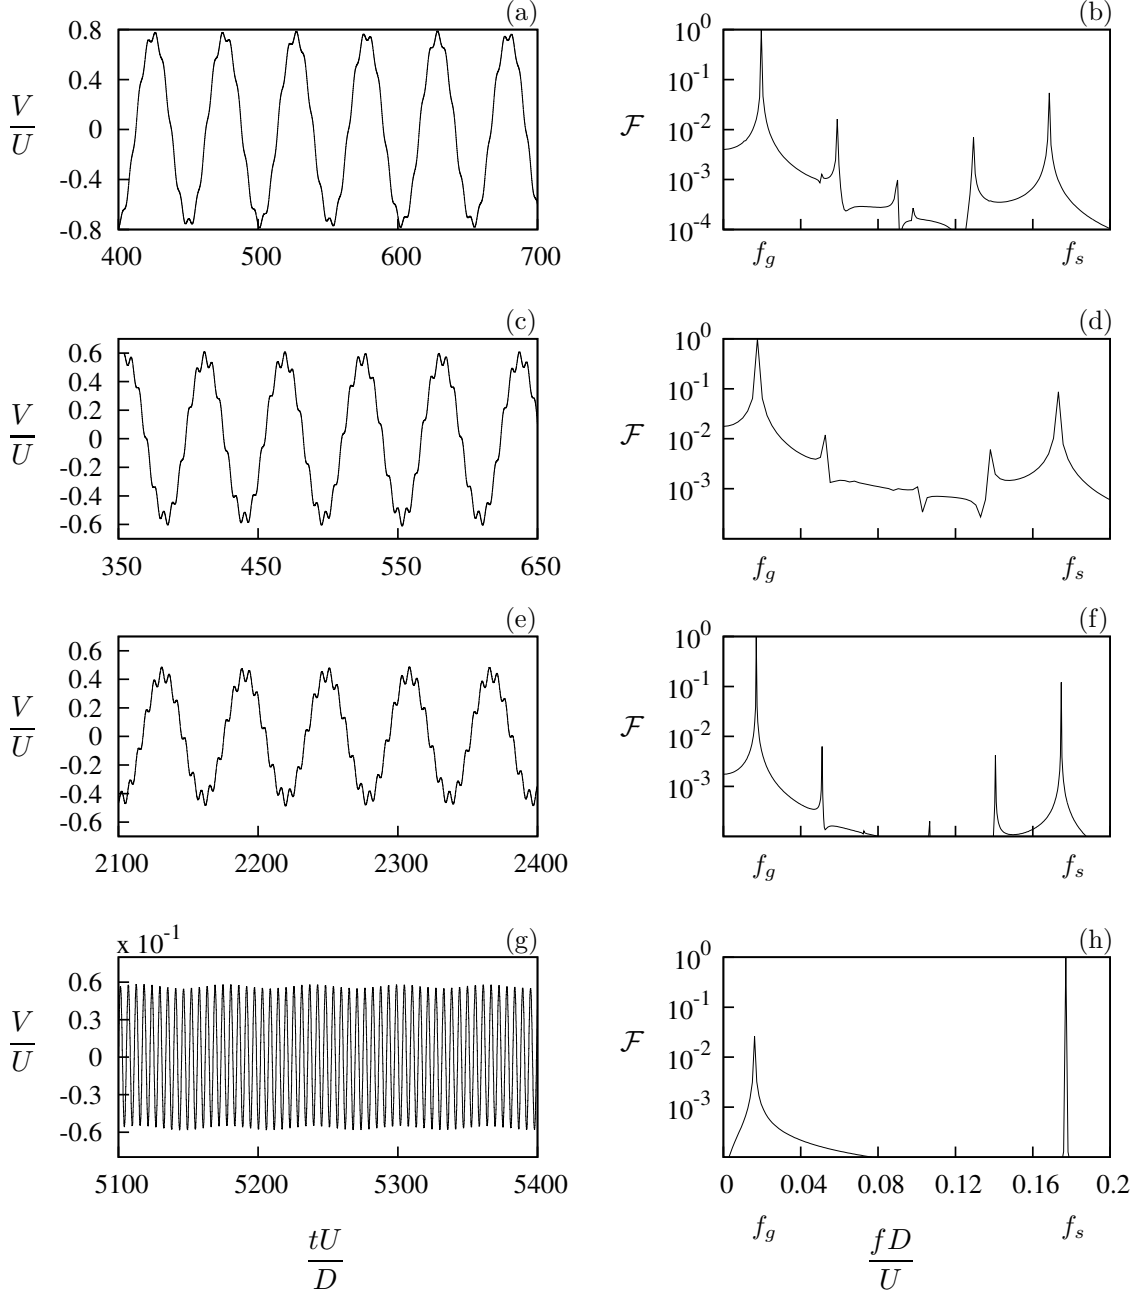 (a)
0.8
0.4
0
-0.4
-0.8
V
U
400 500 600 700
(b)
10^0
10^-1
10^-2
10^-3
10^-4
F
f_g f_s
(c)
0.6
0.4
0.2
0
-0.2
-0.4
-0.6
V
U
350 450 550 650
(d)
10^0
10^-1
10^-2
10^-3
F
f_g f_s
(e)
0.6
0.4
0.2
0
-0.2
-0.4
-0.6
V
U
2100 2200 2300 2400
(f)
10^0
10^-1
10^-2
10^-3
F
f_g f_s
x 10^-1
(g)
0.6
0.3
0
-0.3
-0.6
V
U
5100 5200 5300 5400
tU
D
(h)
10^0
10^-1
10^-2
10^-3
F
0 0.04 0.08 0.12 0.16 0.2
f_g f_s
fD
U